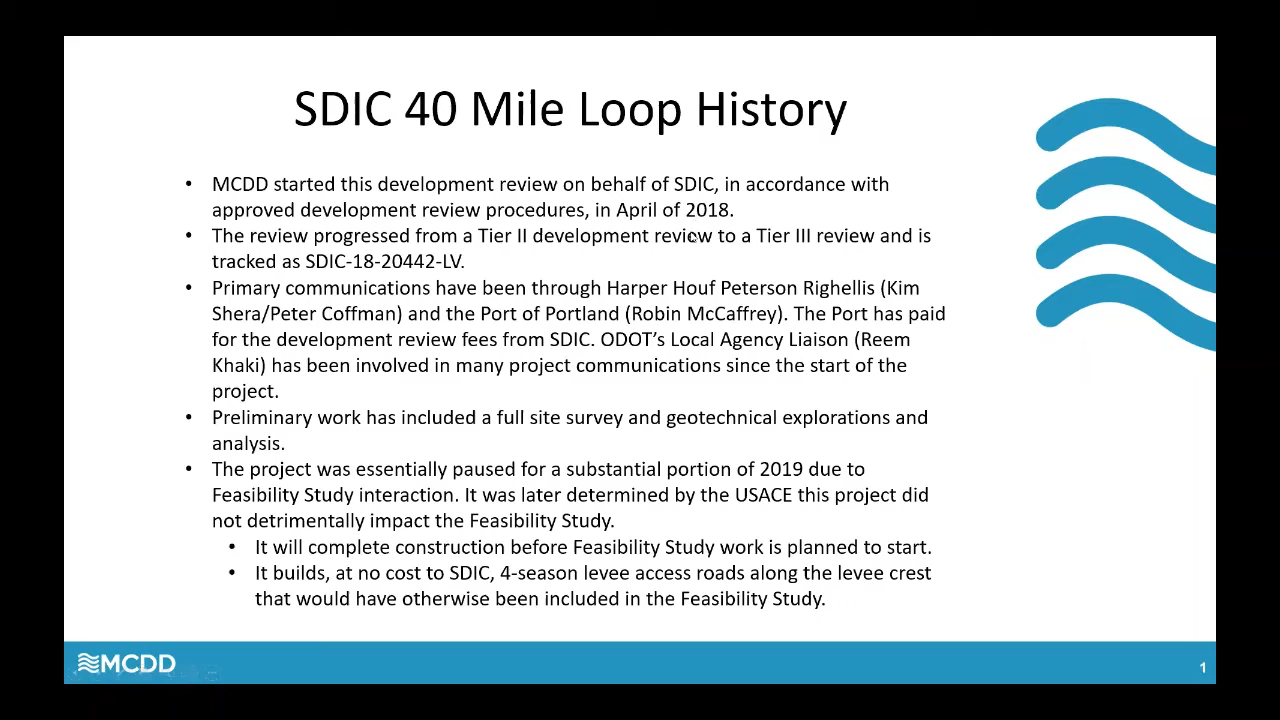 SDIC 40 Mile Loop History
• MCDD started this development review on behalf of SDIC, in accordance with
approved development review procedures, in April of 2018.
• The review progressed from a Tier II development review to a Tier III review and is
tracked as SDIC-18-20442-LV.
• Primary communications have been through Harper Houf Peterson Righellis (Kim
Shera/Peter Coffman) and the Port of Portland (Robin McCaffrey). The Port has paid
for the development review fees from SDIC. ODOT’s Local Agency Liaison (Reem
Khaki) has been involved in many project communications since the start of the
project.
• Preliminary work has included a full site survey and geotechnical explorations and
analysis.
• The project was essentially paused for a substantial portion of 2019 due to
Feasibility Study interaction. It was later determined by the USACE this project did
not detrimentally impact the Feasibility Study.
• It will complete construction before Feasibility Study work is planned to start.
• It builds, at no cost to SDIC, 4-season levee access roads along the levee crest
that would have otherwise been included in the Feasibility Study.
MCDD
1